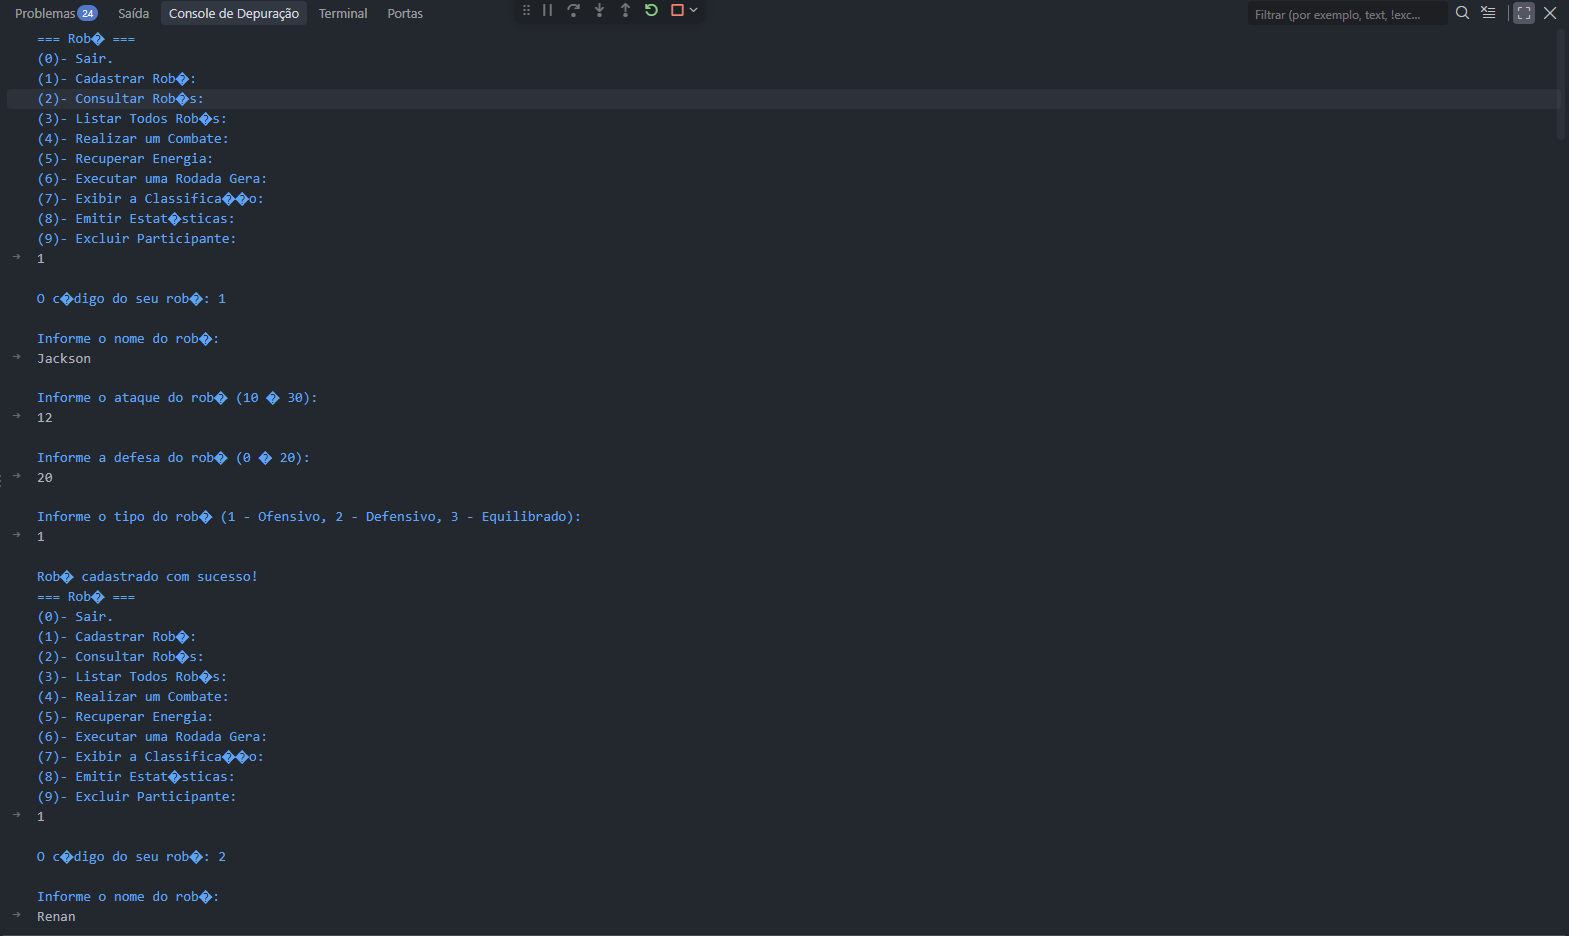 Problemas 24 Saída Console de Depuração Terminal Portas Filtrar (por exemplo, text, !exc...
=== Rob� ===
(0)- Sair.
(1)- Cadastrar Rob�:
(2)- Consultar Rob�s:
(3)- Listar Todos Rob�s:
(4)- Realizar um Combate:
(5)- Recuperar Energia:
(6)- Executar uma Rodada Gera:
(7)- Exibir a Classifica��o:
(8)- Emitir Estat�sticas:
(9)- Excluir Participante:
1
O c�digo do seu rob�: 1
Informe o nome do rob�:
Jackson
Informe o ataque do rob� (10 � 30):
12
Informe a defesa do rob� (0 � 20):
20
Informe o tipo do rob� (1 - Ofensivo, 2 - Defensivo, 3 - Equilibrado):
1
Rob� cadastrado com sucesso!
=== Rob� ===
(0)- Sair.
(1)- Cadastrar Rob�:
(2)- Consultar Rob�s:
(3)- Listar Todos Rob�s:
(4)- Realizar um Combate:
(5)- Recuperar Energia:
(6)- Executar uma Rodada Gera:
(7)- Exibir a Classifica��o:
(8)- Emitir Estat�sticas:
(9)- Excluir Participante:
1
O c�digo do seu rob�: 2
Informe o nome do rob�:
Renan